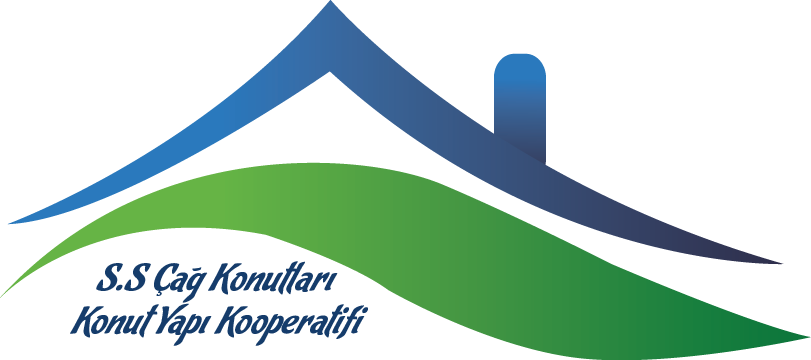 S.S Çağ Konutları
Konut Yapı Kooperatifi